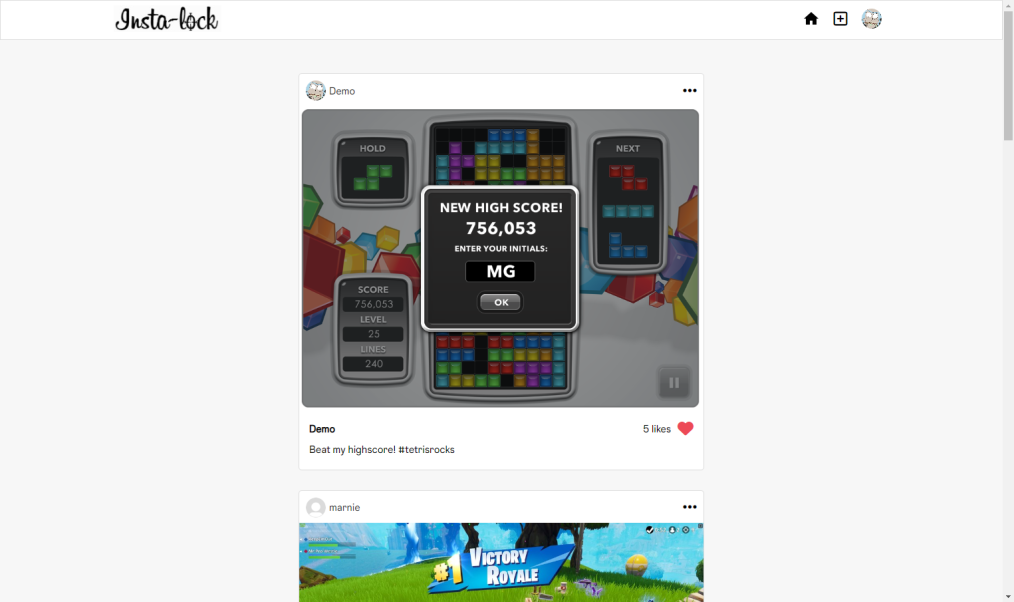 Insta-lock
Demo
HOLD
NEXT
NEW HIGH SCORE!
756,053
ENTER YOUR INITIALS:
MG
OK
SCORE
756,053
LEVEL
25
LINES
240
Demo
5 likes
Beat my highscore! #tetrisrocks
marnie
#1 VICTORY
ROYALE